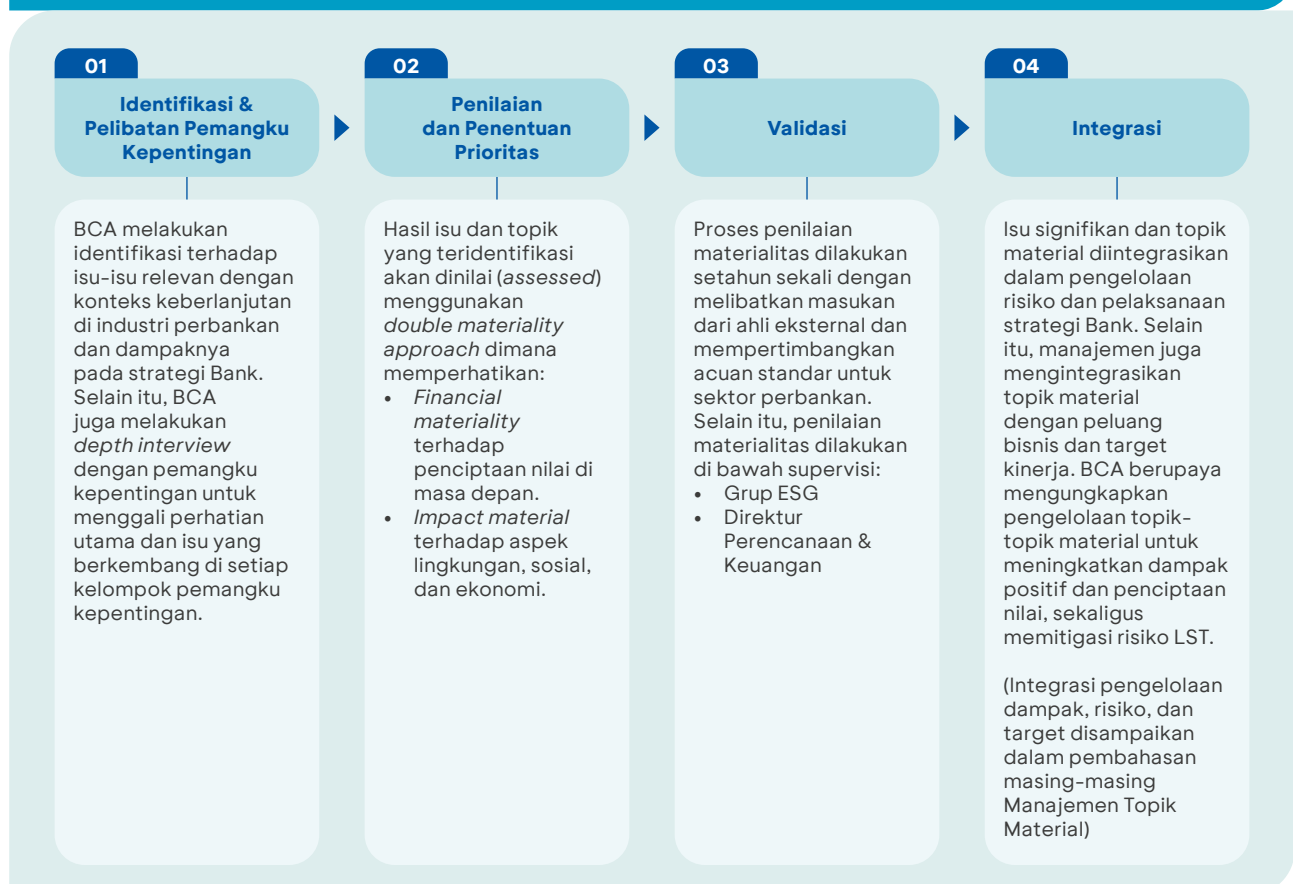 01
Identifikasi &
Pelibatan Pemangku
Kepentingan
BCA melakukan
identifikasi terhadap
isu-isu relevan dengan
konteks keberlanjutan
di industri perbankan
dan dampaknya
pada strategi Bank.
Selain itu, BCA
juga melakukan
depth interview
dengan pemangku
kepentingan untuk
menggali perhatian
utama dan isu yang
berkembang di setiap
kelompok pemangku
kepentingan.
02
Penilaian
dan Penentuan
Prioritas
Hasil isu dan topik
yang teridentifikasi
akan dinilai (assessed)
menggunakan
double materiality
approach dimana
memperhatikan:
• Financial
materiality
terhadap
penciptaan nilai di
masa depan.
• Impact material
terhadap aspek
lingkungan, sosial,
dan ekonomi.
03
Validasi
Proses penilaian
materialitas dilakukan
setahun sekali dengan
melibatkan masukan
dari ahli eksternal dan
mempertimbangkan
acuan standar untuk
sektor perbankan.
Selain itu, penilaian
materialitas dilakukan
di bawah supervisi:
• Grup ESG
• Direktur
Perencanaan &
Keuangan
04
Integrasi
Isu signifikan dan topik
material diintegrasikan
dalam pengelolaan
risiko dan pelaksanaan
strategi Bank. Selain
itu, manajemen juga
mengintegrasikan
topik material
dengan peluang
bisnis dan target
kinerja. BCA berupaya
mengungkapkan
pengelolaan topik-
topik material untuk
meningkatkan dampak
positif dan penciptaan
nilai, sekaligus
memitigasi risiko LST.
(Integrasi pengelolaan
dampak, risiko, dan
target disampaikan
dalam pembahasan
masing-masing
Manajemen Topik
Material)